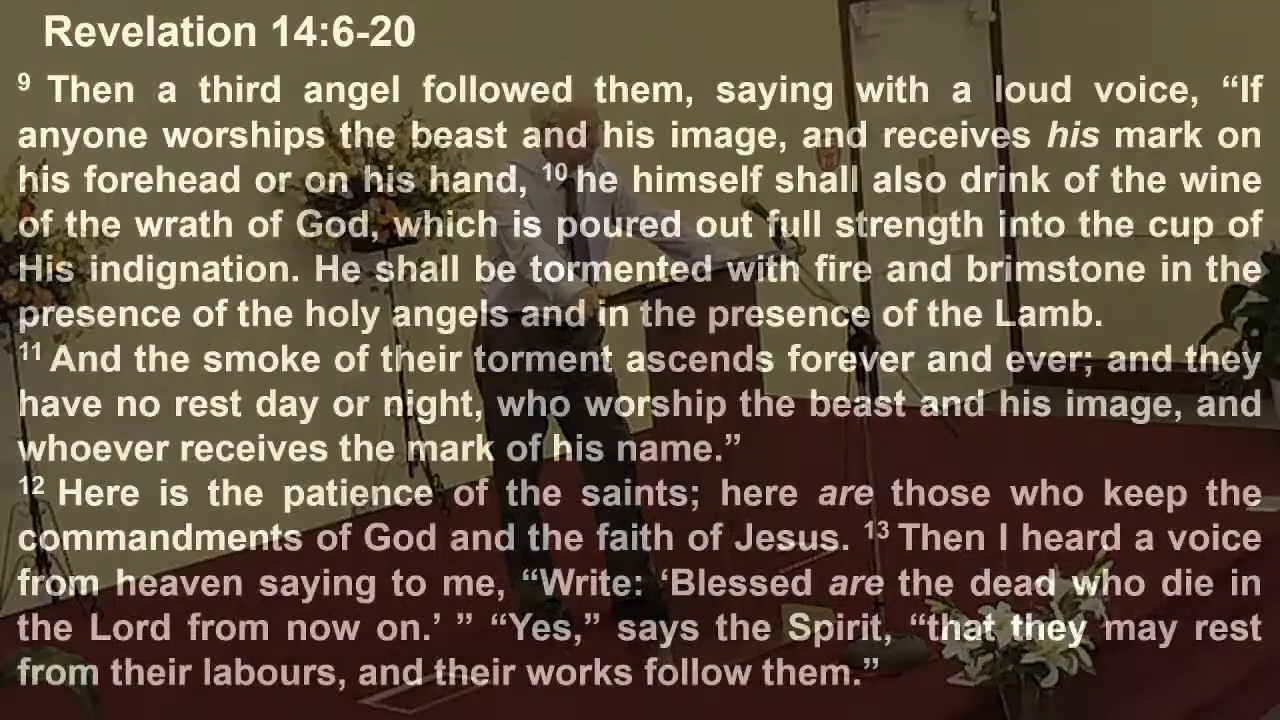 Revelation 14:6-20
9 Then a third angel followed them, saying with a loud voice, “If
anyone worships the beast and his image, and receives his mark on
his forehead or on his hand, 10 he himself shall also drink of the wine
of the wrath of God, which is poured out full strength into the cup of
His indignation. He shall be tormented with fire and brimstone in the
presence of the holy angels and in the presence of the Lamb.
11 And the smoke of their torment ascends forever and ever; and they
have no rest day or night, who worship the beast and his image, and
whoever receives the mark of his name.”
12 Here is the patience of the saints; here are those who keep the
commandments of God and the faith of Jesus. 13 Then I heard a voice
from heaven saying to me, “Write: ‘Blessed are the dead who die in
the Lord from now on.’ ” “Yes,” says the Spirit, “that they may rest
from their labours, and their works follow them.”